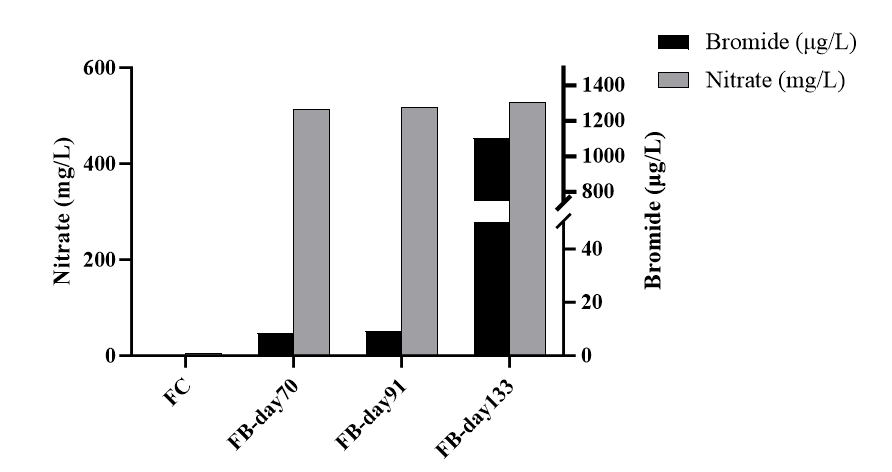 Bromide (μg/L)
Nitrate (mg/L)
Nitrate (mg/L)
600
400
200
0
1400
1200
1000
800
40
20
0
Bromide (μg/L)
FC
FB-day70
FB-day91
FB-day133